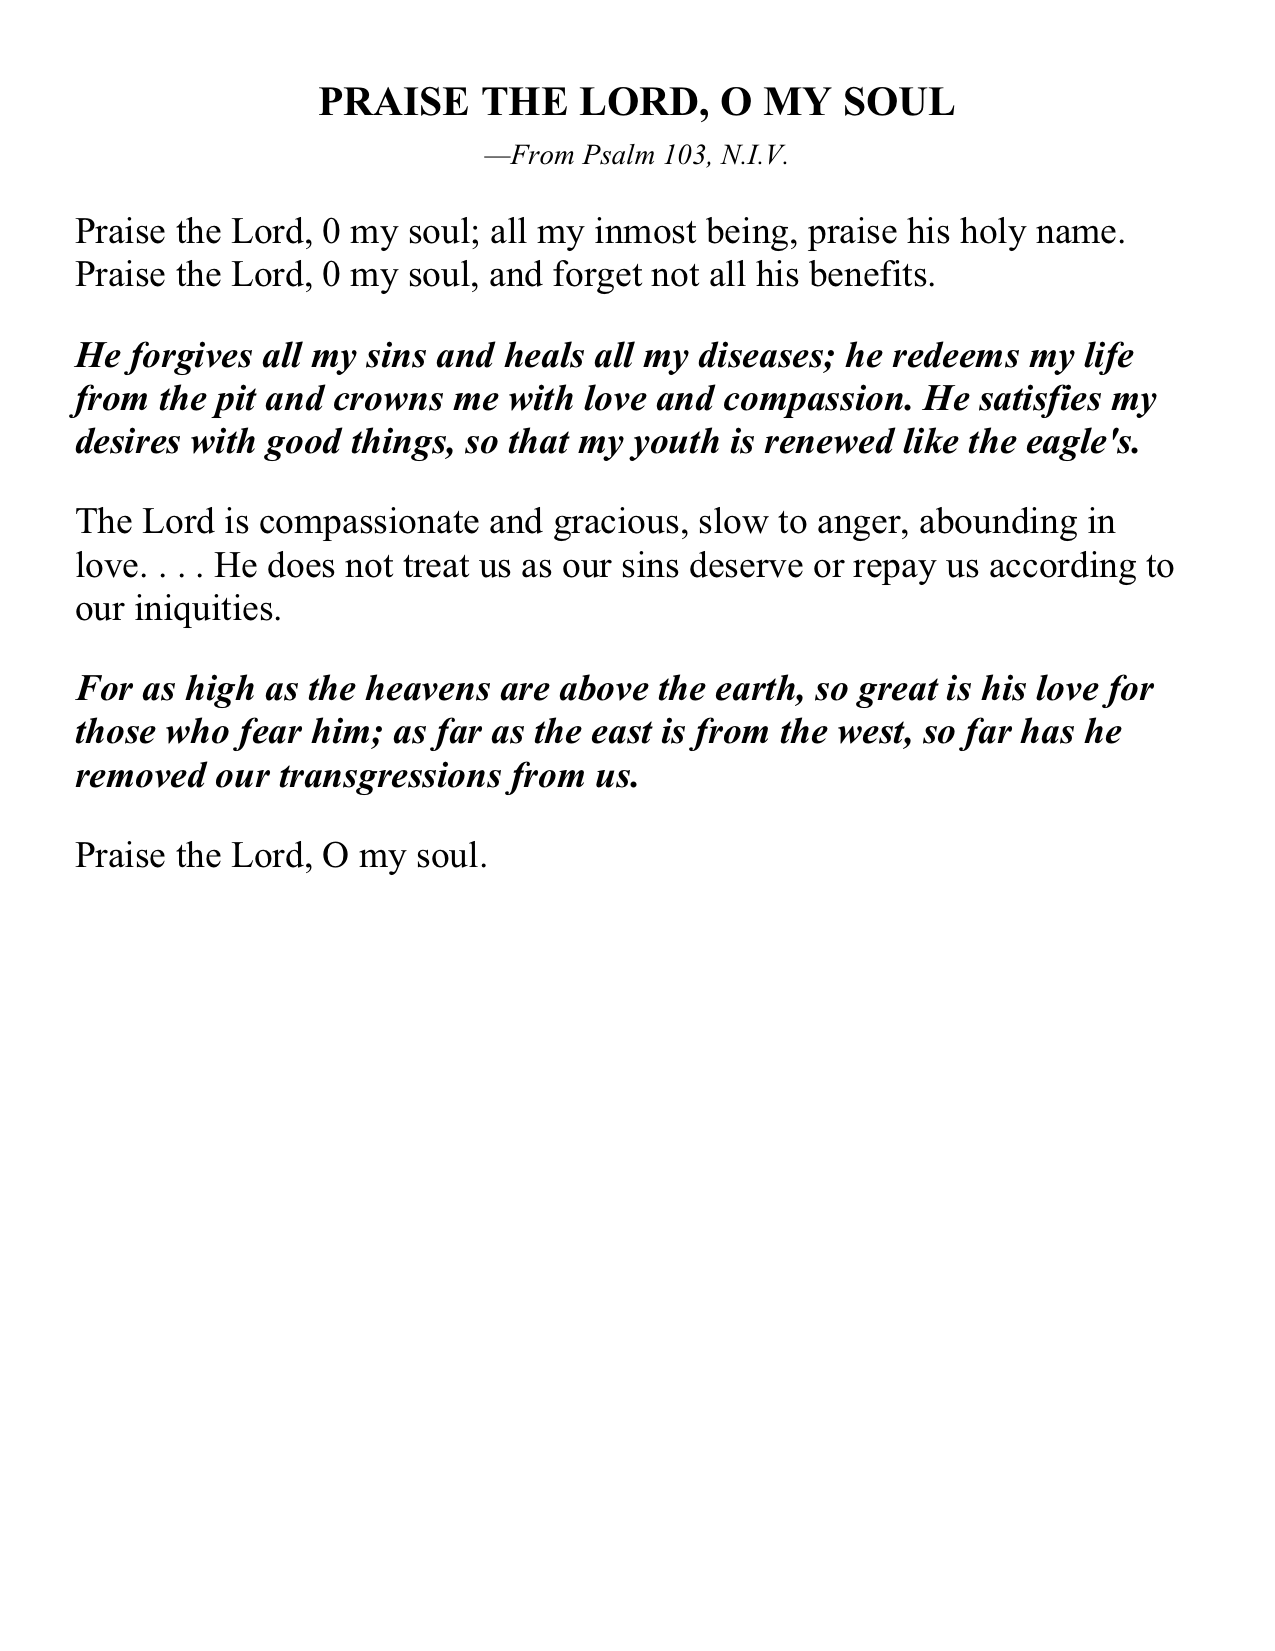 PRAISE THE LORD, O MY SOUL
—From Psalm 103, N.I.V.
Praise the Lord, 0 my soul; all my inmost being, praise his holy name.
Praise the Lord, 0 my soul, and forget not all his benefits.
He forgives all my sins and heals all my diseases; he redeems my life
from the pit and crowns me with love and compassion. He satisfies my
desires with good things, so that my youth is renewed like the eagle's.
The Lord is compassionate and gracious, slow to anger, abounding in
love. . . . He does not treat us as our sins deserve or repay us according to
our iniquities.
For as high as the heavens are above the earth, so great is his love for
those who fear him; as far as the east is from the west, so far has he
removed our transgressions from us.
Praise the Lord, O my soul.